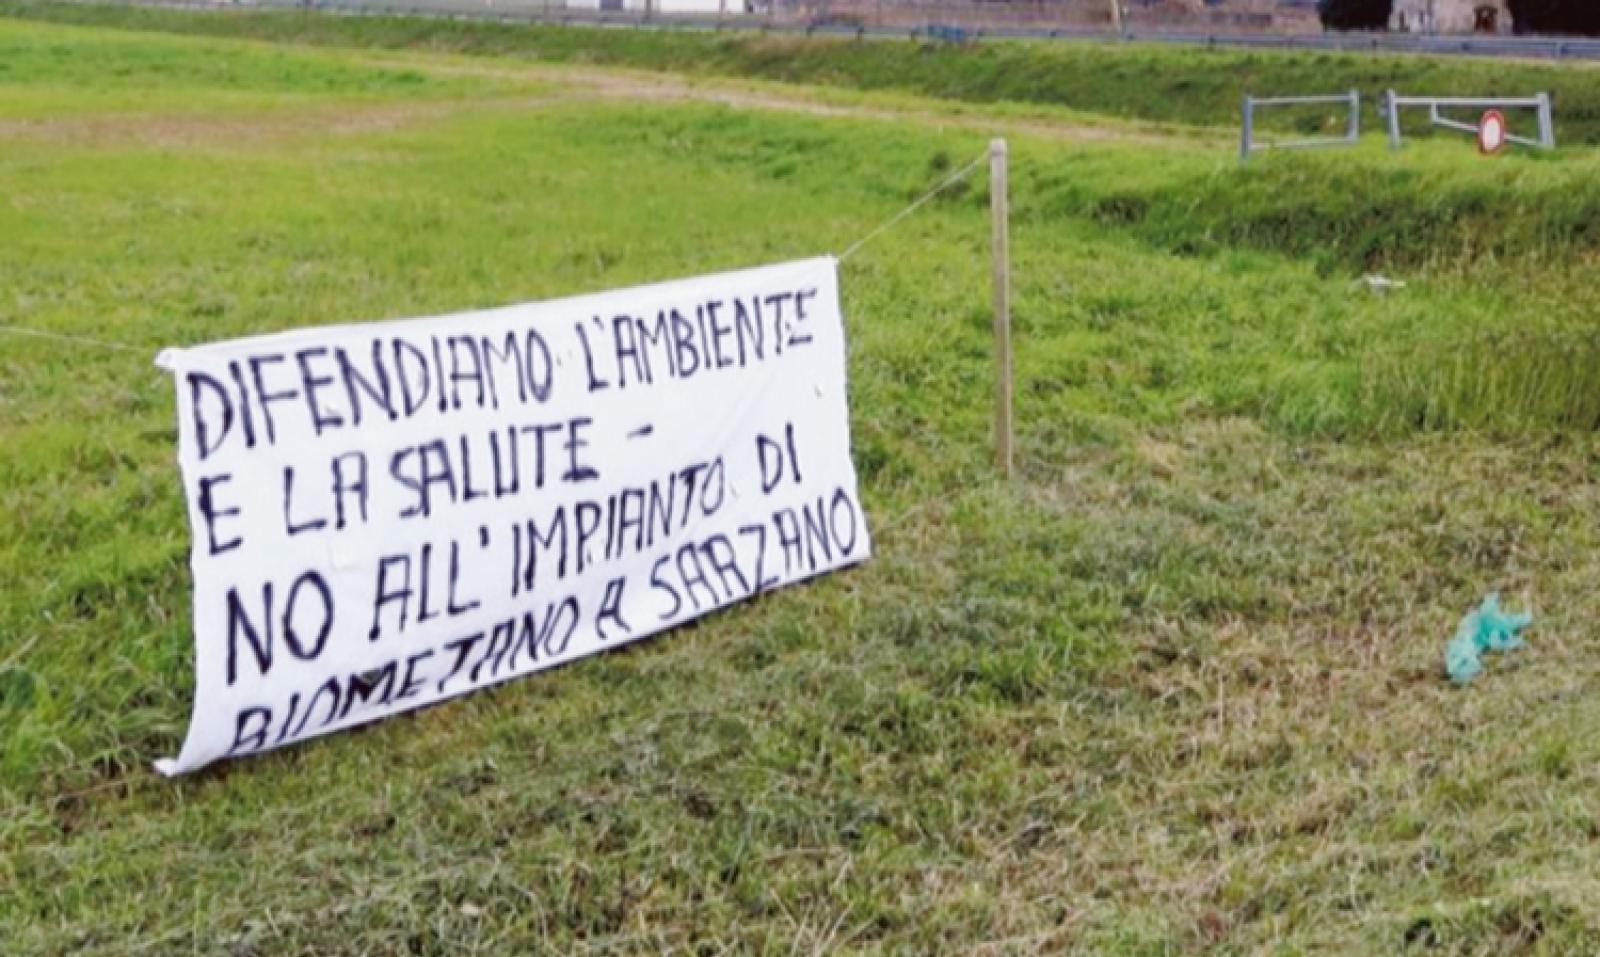 DIFENDIAMO L'AMBIENTE
E LA SALUTE -
NO ALL'IMPIANTO DI
BIOMETANO A SARZANO